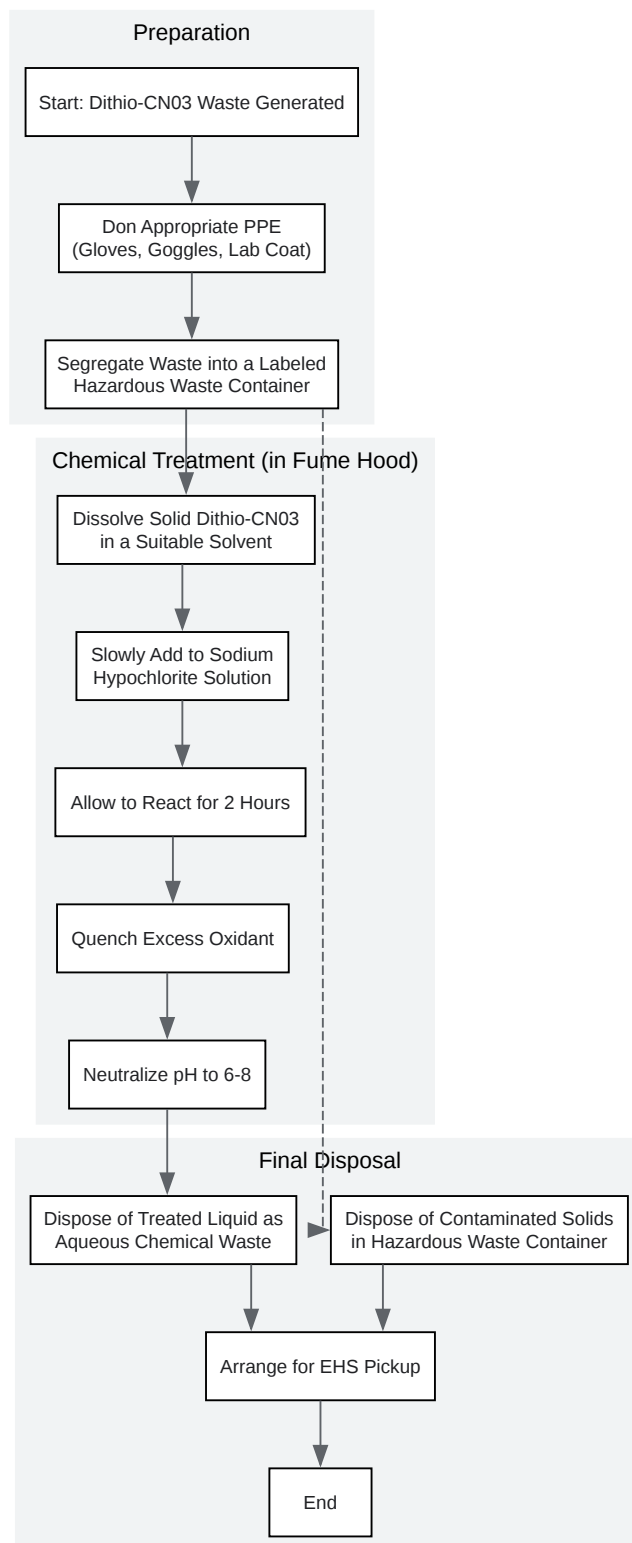 Preparation
Start: Dithio-CN03 Waste Generated
Don Appropriate PPE
(Gloves, Goggles, Lab Coat)
Segregate Waste into a Labeled
Hazardous Waste Container
Chemical Treatment (in Fume Hood)
Dissolve Solid Dithio-CN03
in a Suitable Solvent
Slowly Add to Sodium
Hypochlorite Solution
Allow to React for 2 Hours
Quench Excess Oxidant
Neutralize pH to 6-8
Final Disposal
Dispose of Treated Liquid as
Aqueous Chemical Waste
Dispose of Contaminated Solids
in Hazardous Waste Container
Arrange for EHS Pickup
End